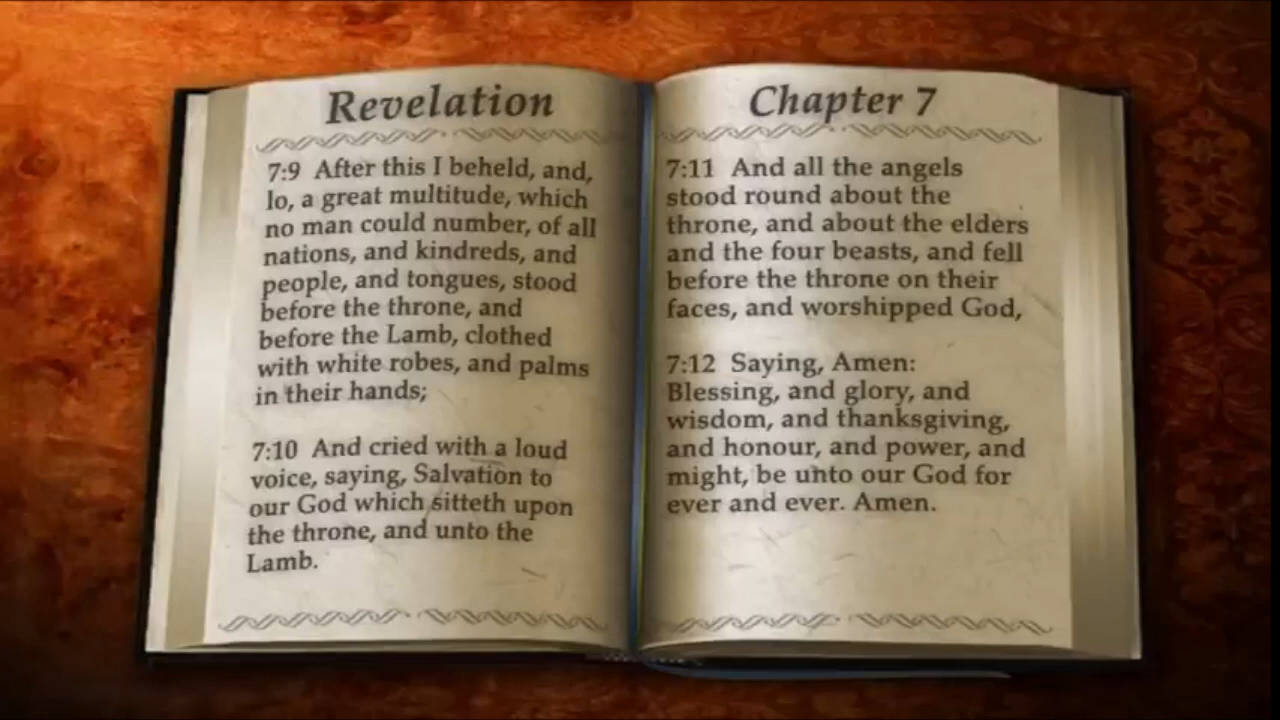 Revelation
7:9 After this I beheld, and,
lo, a great multitude, which
no man could number, of all
nations, and kindreds, and
people, and tongues, stood
before the throne, and
before the Lamb, clothed
with white robes, and palms
in their hands;
7:10 And cried with a loud
voice, saying, Salvation to
our God which sitteth upon
the throne, and unto the
Lamb.
Chapter 7
7:11 And all the angels
stood round about the
throne, and about the elders
and the four beasts, and fell
before the throne on their
faces, and worshipped God,
7:12 Saying, Amen:
Blessing, and glory, and
wisdom, and thanksgiving,
and honour, and power, and
might, be unto our God for
ever and ever. Amen.